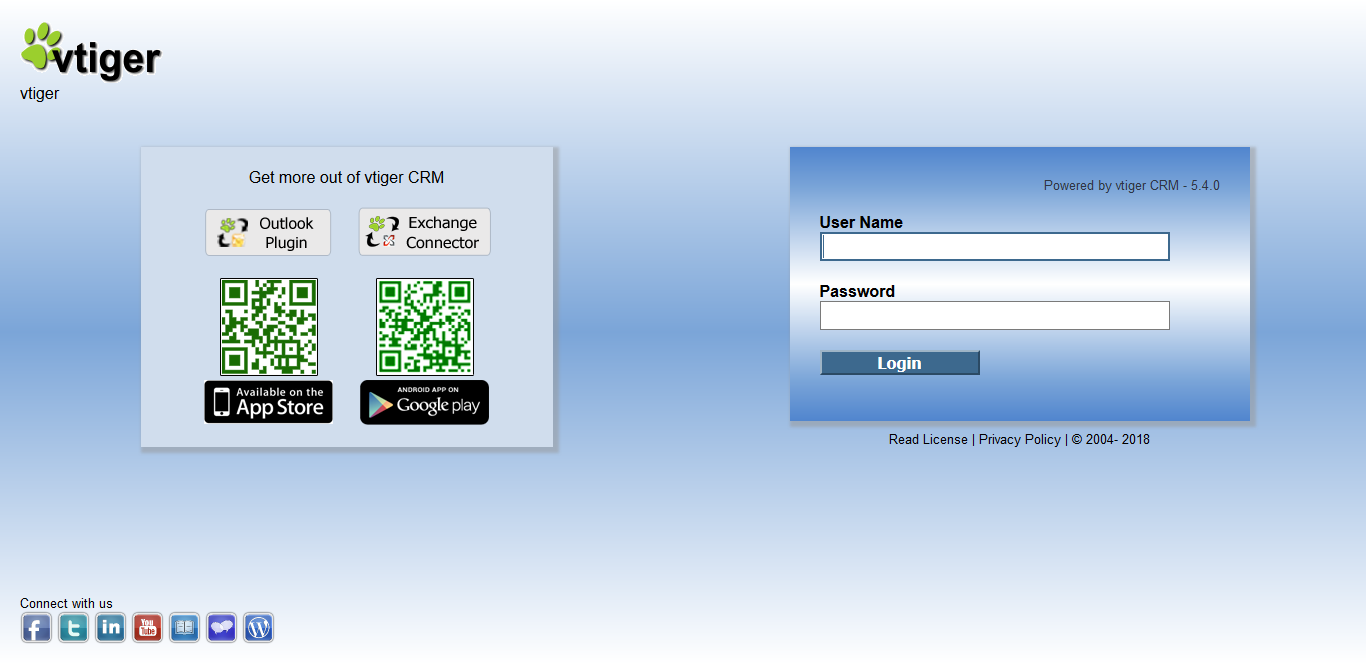 vtiger
vtiger
Get more out of vtiger CRM
Outlook
Plugin
Exchange
Connector
Available on the
App Store
ANDROID APP ON
Google play
Powered by vtiger CRM - 5.4.0
User Name
Password
Login
Read License | Privacy Policy | © 2004- 2018
Connect with us
f
t
in
You
Tube
W